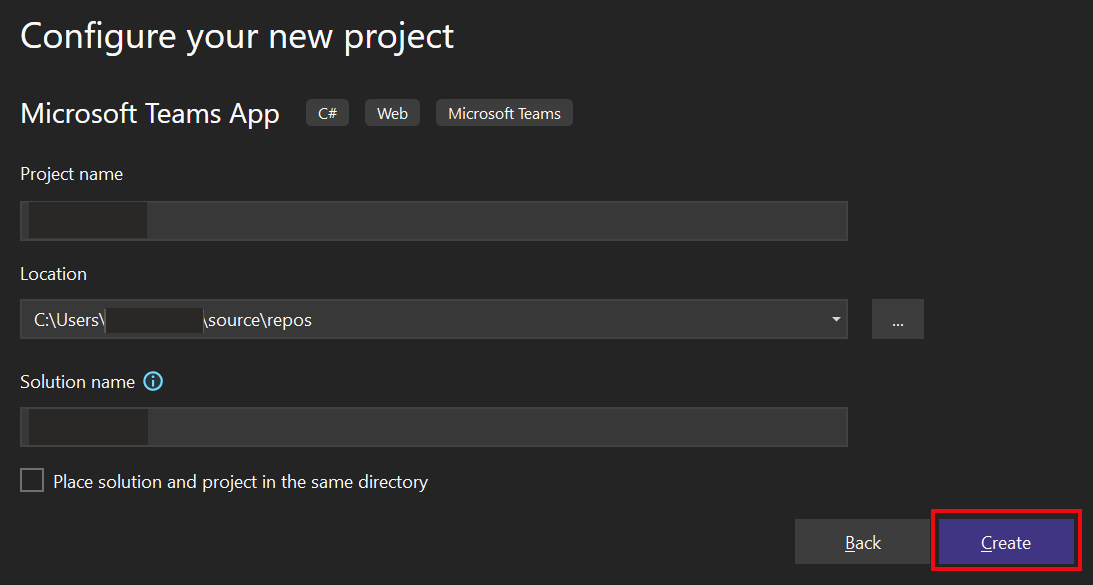 Configure your new project
Microsoft Teams App C# Web Microsoft Teams
Project name
Location
C:\Users\ \source\repos ...
Solution name
Place solution and project in the same directory
Back Create